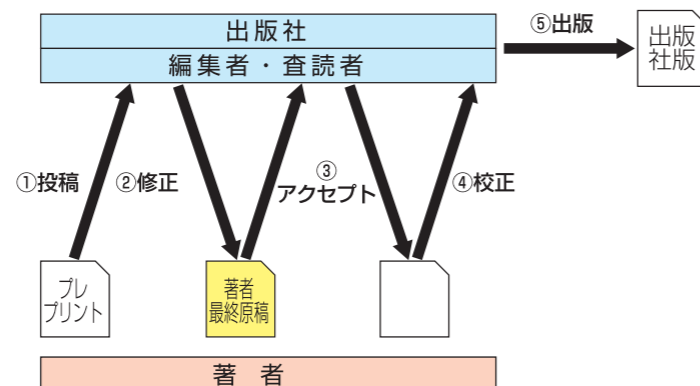 出版社
編集者・査読者
⑤出版
出版
社版
①投稿
②修正
③
アクセプト
④校正
プレ
プリント
著者
最終原稿
著者